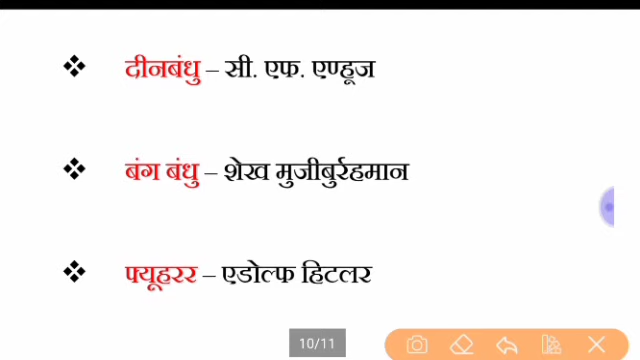 ❖ दीनबंधु – सी. एफ. एण्ड्रूज
❖ बंग बंधु – शेख मुजीबुर्रहमान
❖ फ्यूहरर – एडोल्फ हिटलर
10/11